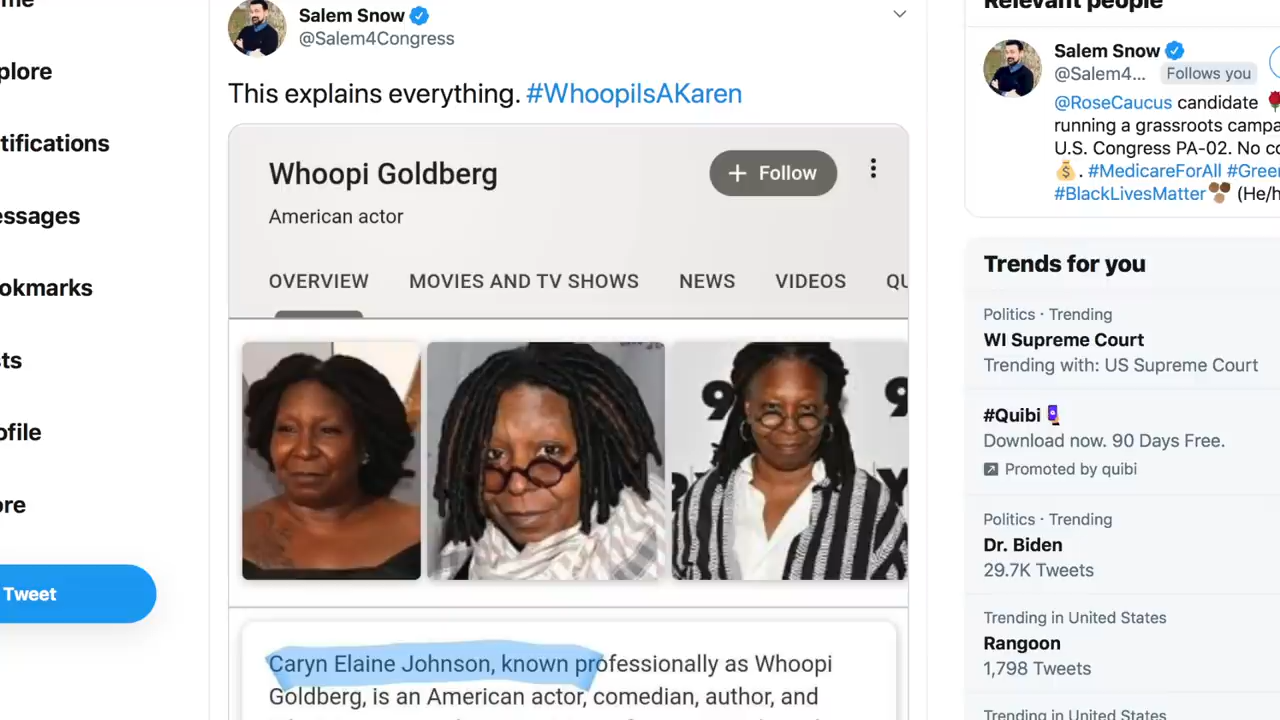 me
plore
tifications
essages
okmarks
sts
ofile
ore
Tweet
Salem Snow
@Salem4Congress
This explains everything. #WhoopiIsAKaren
Whoopi Goldberg
+ Follow
American actor
OVERVIEW MOVIES AND TV SHOWS NEWS VIDEOS QU
9
9
Y
Caryn Elaine Johnson, known professionally as Whoopi
Goldberg, is an American actor, comedian, author, and
Relevant people
Salem Snow
@Salem4... Follows you
@RoseCaucus candidate
running a grassroots campa
U.S. Congress PA-02. No co
. #MedicareForAll #Green
#BlackLivesMatter (He/h
Trends for you
Politics · Trending
WI Supreme Court
Trending with: US Supreme Court
#Quibi
Download now. 90 Days Free.
Promoted by quibi
Politics · Trending
Dr. Biden
29.7K Tweets
Trending in United States
Rangoon
1,798 Tweets
Trending in United States